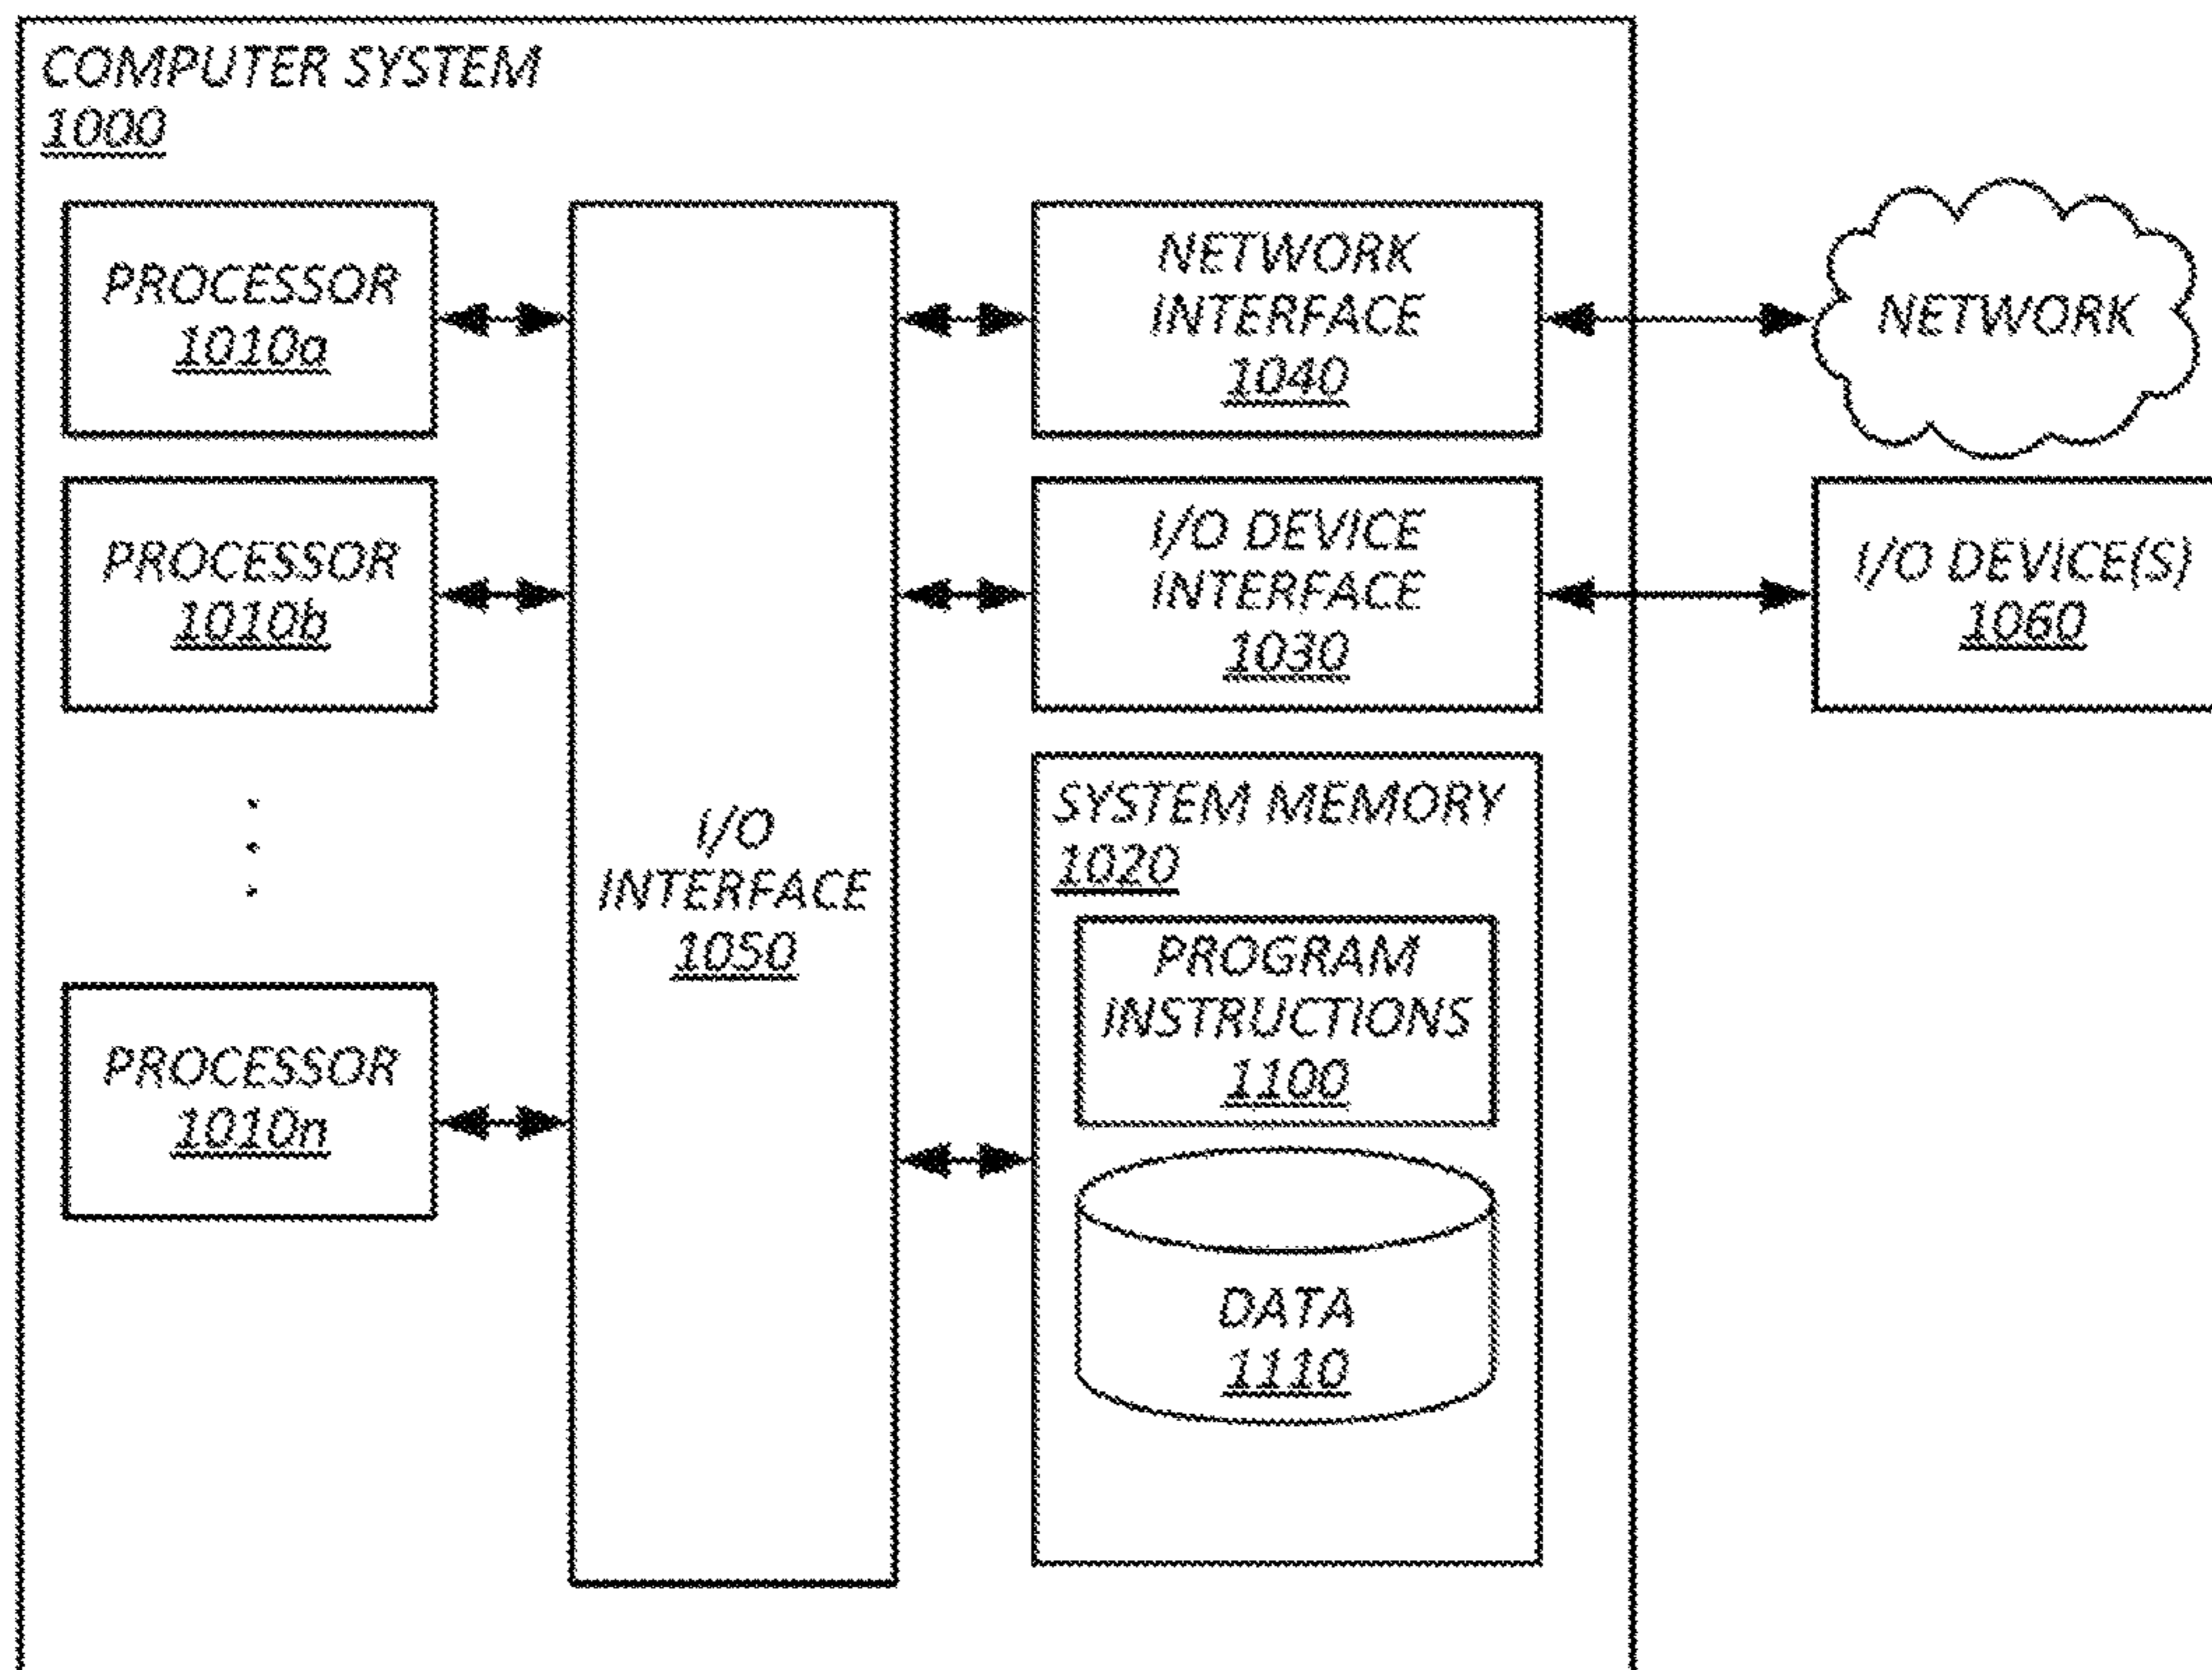 COMPUTER SYSTEM
1000
PROCESSOR
1010a
PROCESSOR
1010b
PROCESSOR
1010n
I/O
INTERFACE
1050
NETWORK
INTERFACE
1040
I/O DEVICE
INTERFACE
1030
SYSTEM MEMORY
1020
PROGRAM
INSTRUCTIONS
1100
DATA
1110
NETWORK
I/O DEVICE(S)
1060